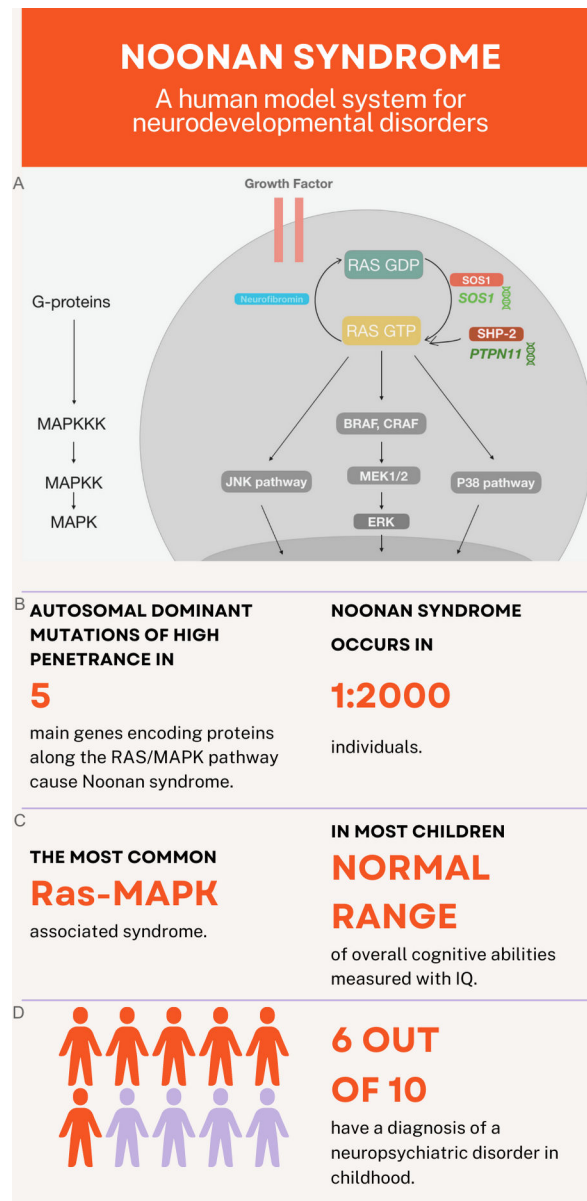 NOONAN SYNDROME
A human model system for
neurodevelopmental disorders
A
Growth Factor
G-proteins
MAPKKK
MAPKK
MAPK
RAS GDP
Neurofibromin
SOS1
SOS1
RAS GTP
SHP-2
PTPN11
BRAF, CRAF
JNK pathway
MEK1/2
P38 pathway
ERK
B
AUTOSOMAL DOMINANT
MUTATIONS OF HIGH
PENETRANCE IN
5
main genes encoding proteins
along the RAS/MAPK pathway
cause Noonan syndrome.
NOONAN SYNDROME
OCCURS IN
1:2000
individuals.
C
THE MOST COMMON
Ras-MAPK
associated syndrome.
IN MOST CHILDREN
NORMAL
RANGE
of overall cognitive abilities
measured with IQ.
D
6 OUT
OF 10
have a diagnosis of a
neuropsychiatric disorder in
childhood.